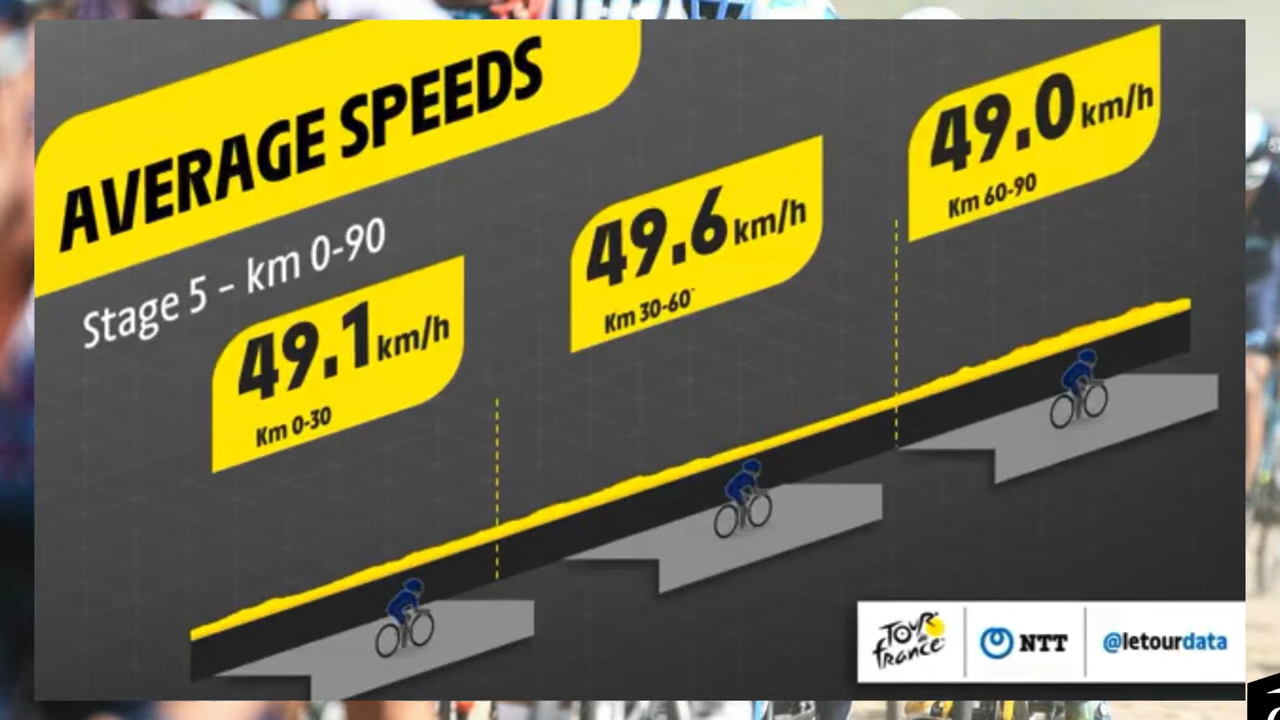 AVERAGE SPEEDS
Stage 5 - km 0-90
49.1 km/h
Km 0-30
49.6 km/h
Km 30-60
49.0 km/h
Km 60-90
TOUR
de
france
NTT
@letourdata